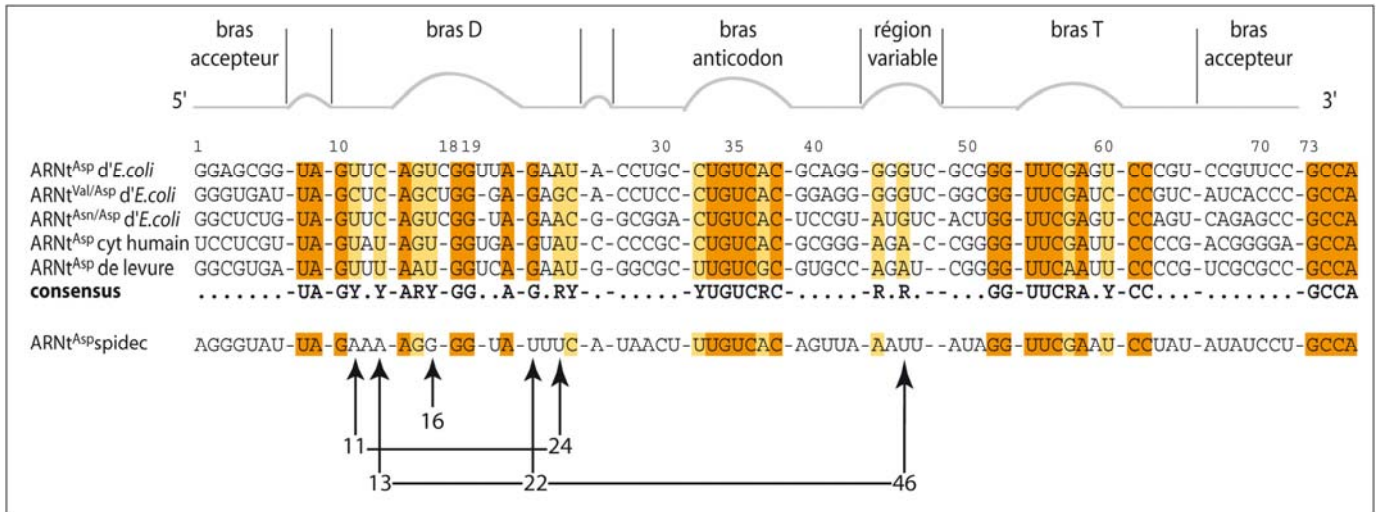 bras accepteur bras D bras anticodon région variable bras T bras accepteur
5' 3'
1 10 18 19 30 35 40 50 60 70 73
ARNtAsp d'E.coli GGAGCGG-UA-GUUC-AGUCGGUUA-GAAU-A-CCUGC-CUGUCAC-GCAGG-GGGUC-GCGGG-UUCGAGU-CCCGU-CCGUUCC-GCCA
ARNtVal/Asp d'E.coli GGGUGAU-UA-GCUC-AGCUGG-GA-GAGC-A-CCUCC-CUGUCAC-GGAGG-GGGUC-GGCGG-UUCGAUC-CCGUC-AUCACCC-GCCA
ARNtAsn/Asp d'E.coli GGCUCUG-UA-GUUC-AGUCGG-UA-GAAC-G-GCGGA-CUGUCAC-UCCGU-AUGUC-ACUGG-UUCGAGU-CCAGU-CAGAGCC-GCCA
ARNtAsp cyt humain UCCUCGU-UA-GUAU-AGU-GGUGA-GUAU-C-CCCGC-CUGUCAC-GCGGG-AGA-C-CGGGG-UUCGAUU-CCCCG-ACGGGGA-GCCA
ARNtAsp de levure GGCGUGA-UA-GUUU-AAU-GGUCA-GAAU-G-GGCGC-UUGUCGC-GUGCC-AGAU--CGGGG-UUCAAUU-CCCCG-UCGCGCC-GCCA
consensus .......-UA-GY.Y-ARY-GG..A-G.RY-.-.....-YUGUCRC-.....-R.R.....GG-UUCRA.Y-CC...-.......-GCCA
ARNtAspspidec AGGGUAU-UA-GAAA-AGG-GG-UA-UUUC-A-UAACU-UUGUCAC-AGUUA-AAUU--AUAGG-UUCGAAU-CCUAU-AUAUCCU-GCCA
16
11 24
13 22 46